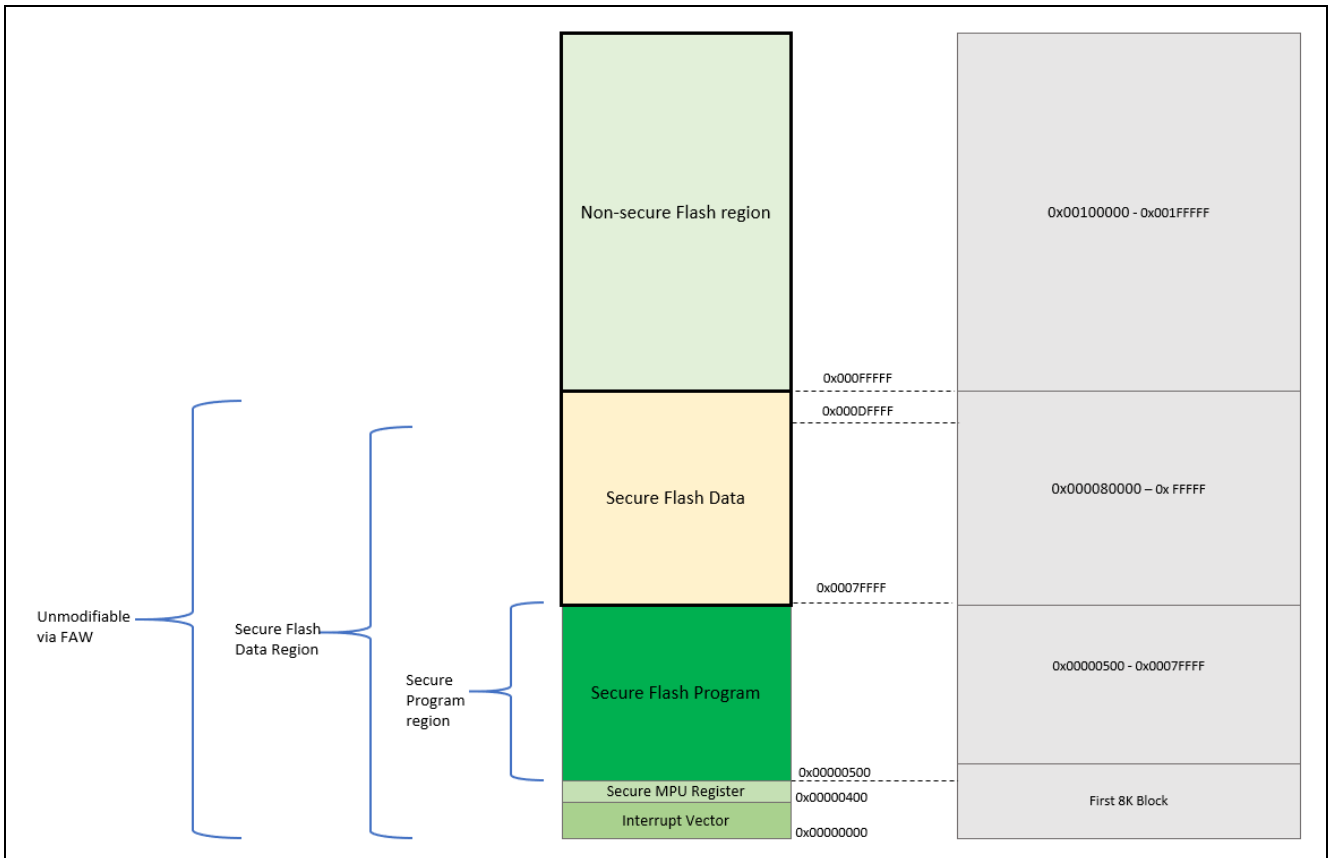 Non-secure Flash region
0x00100000 - 0x001FFFFF
0x000FFFFF
0x000DFFFF
Secure Flash Data
0x000080000 – 0x FFFFF
0x0007FFFF
Unmodifiable
via FAW
Secure Flash
Data Region
Secure
Program
region
Secure Flash Program
0x00000500 - 0x0007FFFF
0x00000500
Secure MPU Register
0x00000400
First 8K Block
Interrupt Vector
0x00000000